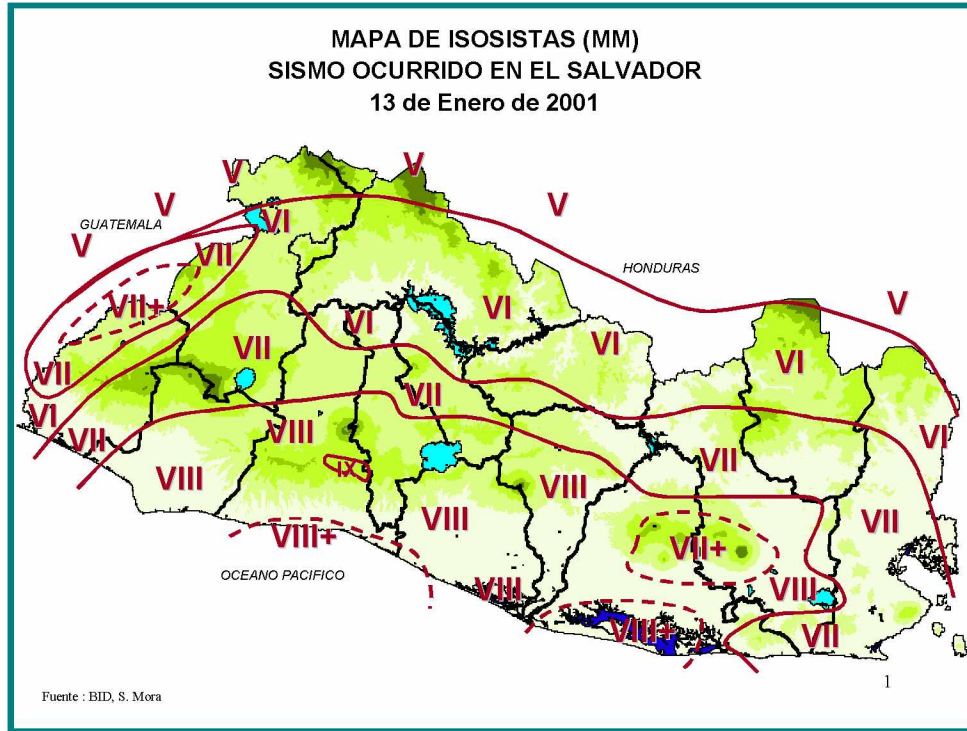 MAPA DE ISOSISTAS (MM)
SISMO OCURRIDO EN EL SALVADOR
13 de Enero de 2001
V
V
V
V
V
GUATEMALA
VI
V
VII
HONDURAS
VII+
V
VI
VI
VI
VII
VI
VII
VII
VI
VIII
VI
VII
VII
IX
VIII
VIII
VII
VIII
VII
VIII+
VII+
OCEANO PACIFICO
VIII
VIII
VIII+
VII
1
Fuente : BID, S. Mora